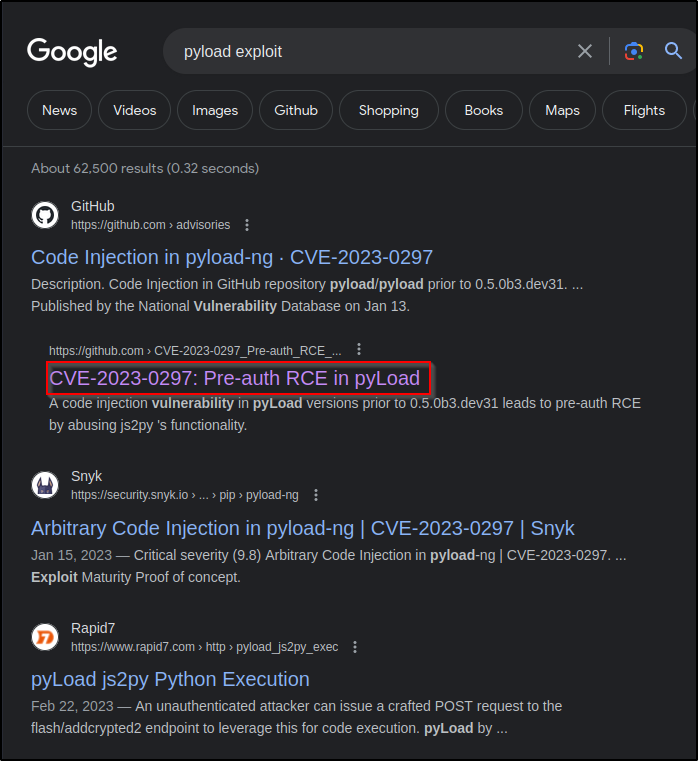 Google
pyload exploit
News Videos Images Github Shopping Books Maps Flights
About 62,500 results (0.32 seconds)
GitHub
https://github.com › advisories
Code Injection in pyload-ng · CVE-2023-0297
Description. Code Injection in GitHub repository pyload/pyload prior to 0.5.0b3.dev31. ...
Published by the National Vulnerability Database on Jan 13.
https://github.com › CVE-2023-0297_Pre-auth_RCE_...
CVE-2023-0297: Pre-auth RCE in pyLoad
A code injection vulnerability in pyLoad versions prior to 0.5.0b3.dev31 leads to pre-auth RCE
by abusing js2py 's functionality.
Snyk
https://security.snyk.io › ... › pip › pyload-ng
Arbitrary Code Injection in pyload-ng | CVE-2023-0297 | Snyk
Jan 15, 2023 — Critical severity (9.8) Arbitrary Code Injection in pyload-ng | CVE-2023-0297. ...
Exploit Maturity Proof of concept.
Rapid7
https://www.rapid7.com › http › pyload_js2py_exec
pyLoad js2py Python Execution
Feb 22, 2023 — An unauthenticated attacker can issue a crafted POST request to the
flash/addcrypted2 endpoint to leverage this for code execution. pyLoad by ...